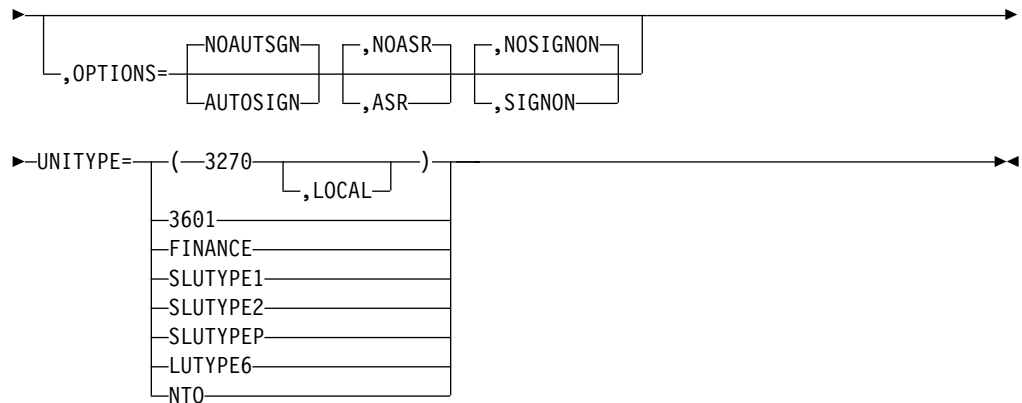 NOAUTSGN ,NOASR ,NOSIGNON
,OPTIONS=
AUTOSIGN ,ASR ,SIGNON
UNITYPE= ( 3270 )
,LOCAL
3601
FINANCE
SLUTYPE1
SLUTYPE2
SLUTYPEP
LUTYPE6
NTO